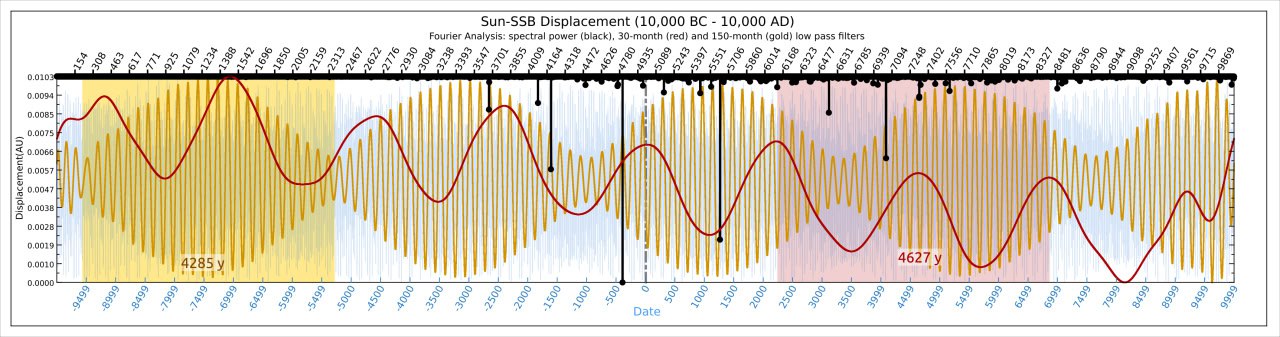 Sun-SSB Displacement (10,000 BC - 10,000 AD)
Fourier Analysis: spectral power (black), 30-month (red) and 150-month (gold) low pass filters
154 308 463 617 771 925 1079 1234 1388 1542 1696 1850 2005 2159 2313 2467 2622 2776 2930 3084 3238 3393 3547 3701 3855 4009 4164 4318 4472 4626 4780 4935 5089 5243 5397 5551 5706 5860 6014 6168 6323 6477 6631 6785 6939 7094 7248 7402 7556 7710 7865 8019 8173 8327 8481 8636 8790 8944 9098 9252 9407 9561 9715 9869
0.0103
0.0094
0.0085
0.0075
0.0066
0.0057
0.0047
0.0038
0.0028
0.0019
0.0010
0.0000
Displacement(AU)
4285 y
4627 y
-9499 -8999 -8499 -7999 -7499 -6999 -6499 -5999 -5499 -5000 -4500 -4000 -3500 -3000 -2500 -2000 -1500 -1000 -500 0 500 1000 1500 2000 2500 3000 3500 3999 4499 4999 5499 5999 6499 6999 7499 7999 8499 8999 9499 9999
Date